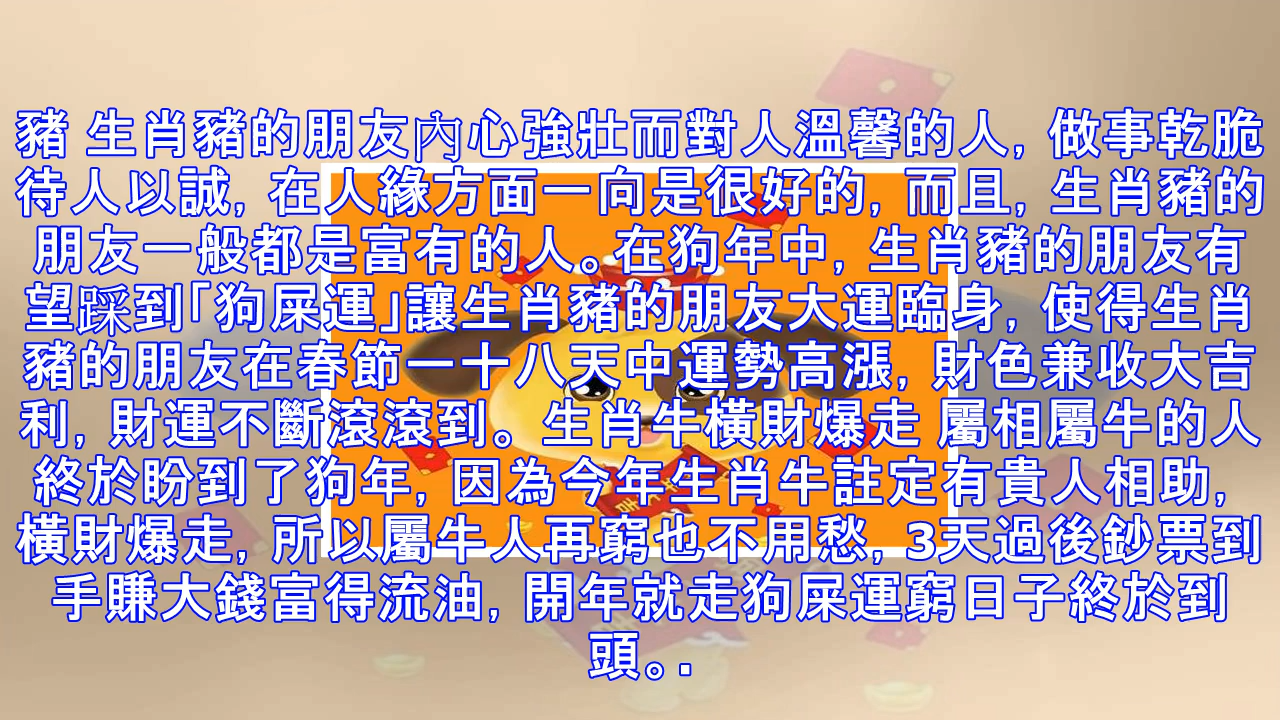 豬 生肖豬的朋友內心強壯而對人溫馨的人, 做事乾脆
待人以誠, 在人緣方面一向是很好的, 而且, 生肖豬的
朋友一般都是富有的人。在狗年中, 生肖豬的朋友有
望踩到「狗屎運」讓生肖豬的朋友大運臨身, 使得生肖
豬的朋友在春節一十八天中運勢高漲, 財色兼收大吉
利, 財運不斷滾滾到。 生肖牛橫財爆走 屬相屬牛的人
終於盼到了狗年, 因為今年生肖牛註定有貴人相助,
橫財爆走, 所以屬牛人再窮也不用愁, 3天過後鈔票到
手賺大錢富得流油, 開年就走狗屎運窮日子終於到
頭。.